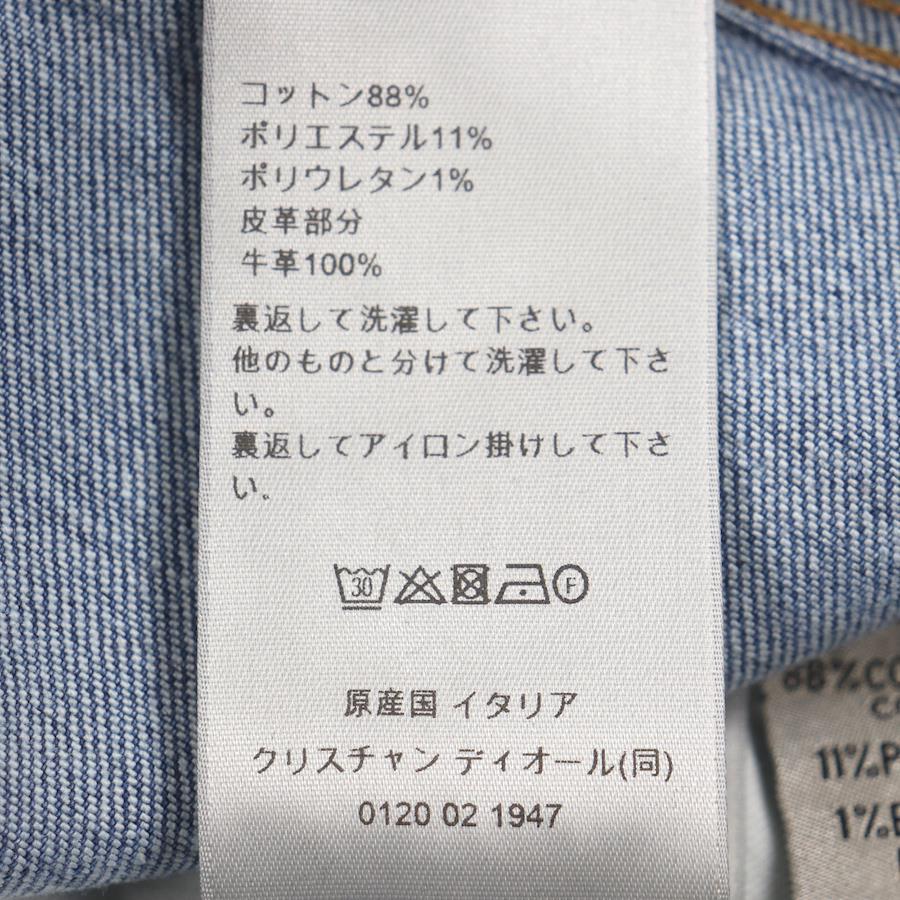 コットン88%
ポリエステル11%
ポリウレタン1%
皮革部分
牛革100%
裏返して洗濯して下さい。
他のものと分けて洗濯して下さ
い。
裏返してアイロン掛けして下さ
い。
30 F
原産国 イタリア
クリスチャン ディオール(同)
0120 02 1947
88%CO
11%P
1%E